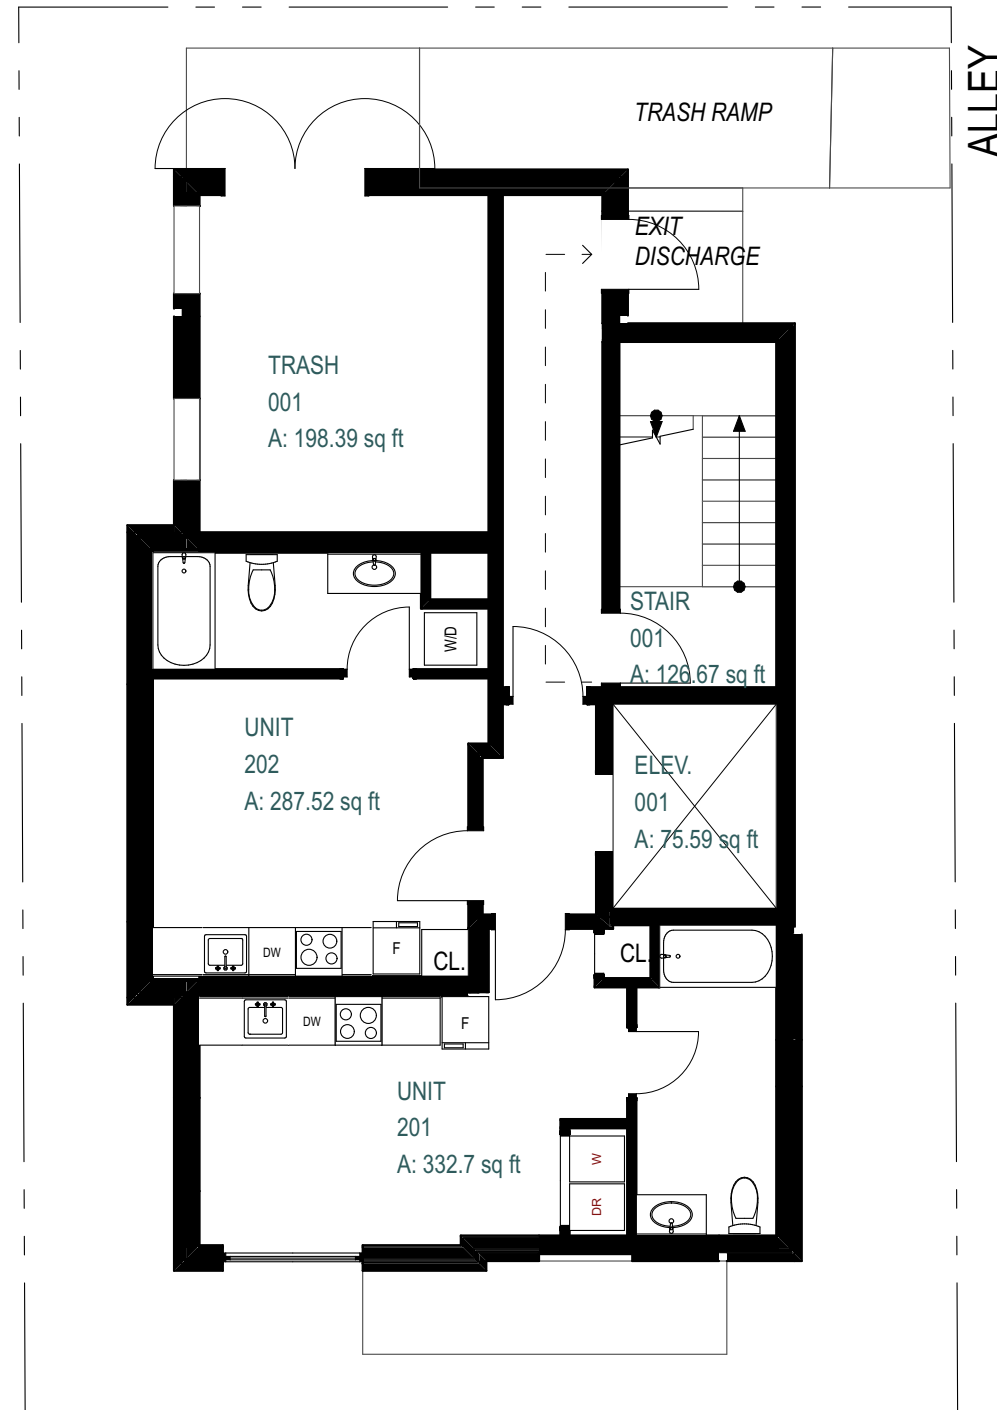 ALLEY
TRASH RAMP
EXIT
DISCHARGE
TRASH
001
A: 198.39 sq ft
STAIR
001
A: 126.67 sq ft
W/D
UNIT
202
A: 287.52 sq ft
ELEV.
001
A: 75.59 sq ft
DW
F
CL.
CL.
DW
F
UNIT
201
A: 332.7 sq ft
W
DR